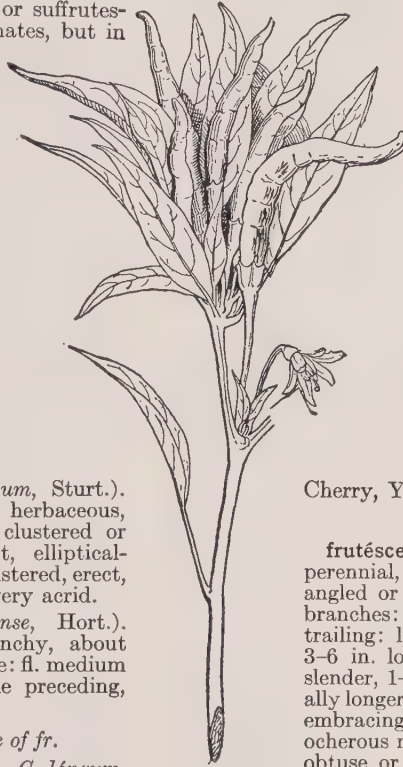 or suffrutes-
nates, but in
um, Sturt.).
herbaceous,
clustered or
t, elliptical-
stered, erect,
very acrid.
nse, Hort.).
nchy, about
e: fl. medium
e preceding,
e of fr.
Cherry, Y
frutésce
perennial,
angled or
branches:
trailing: l
3-6 in. lo
slender, 1-
ally longer
embracing
ocherous r
obtuse or